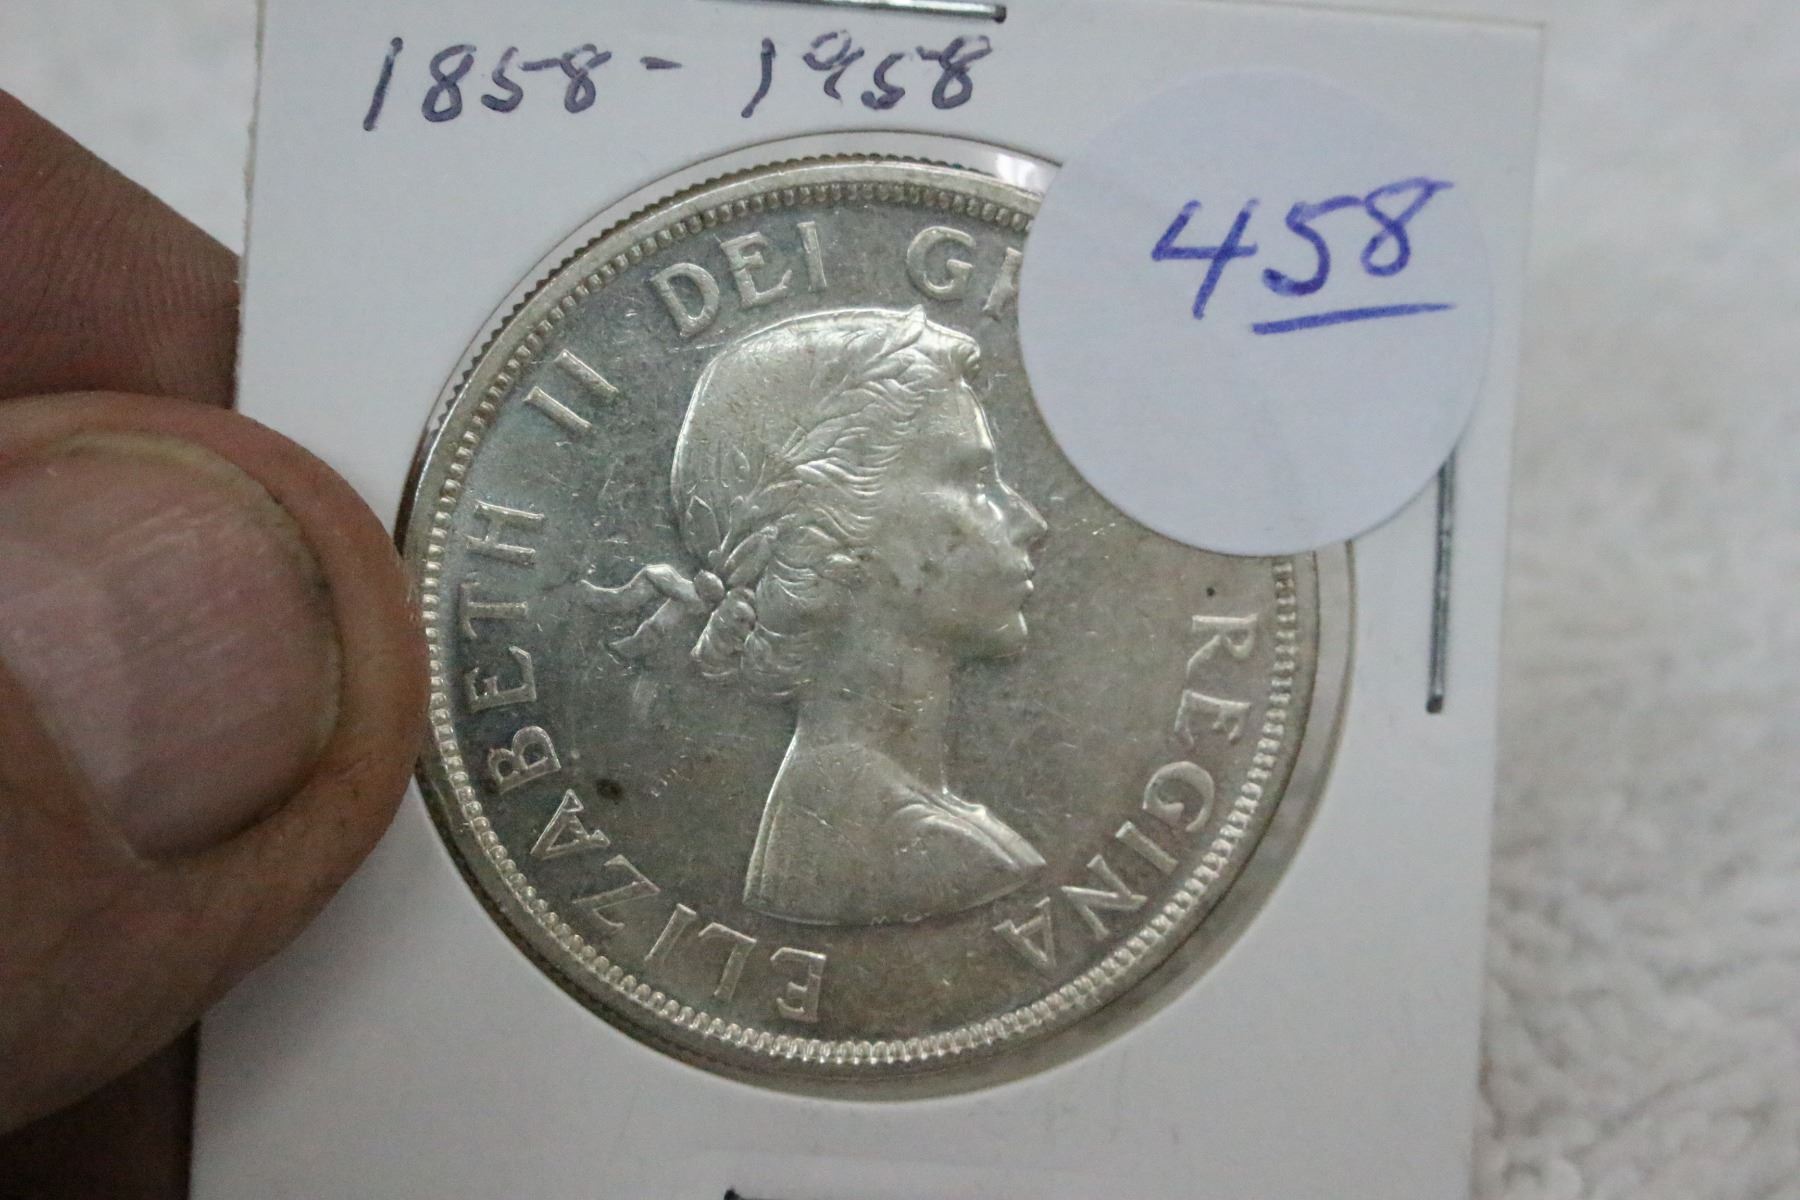 1858-1958
458
ELIZABETH II DEI G REGINA